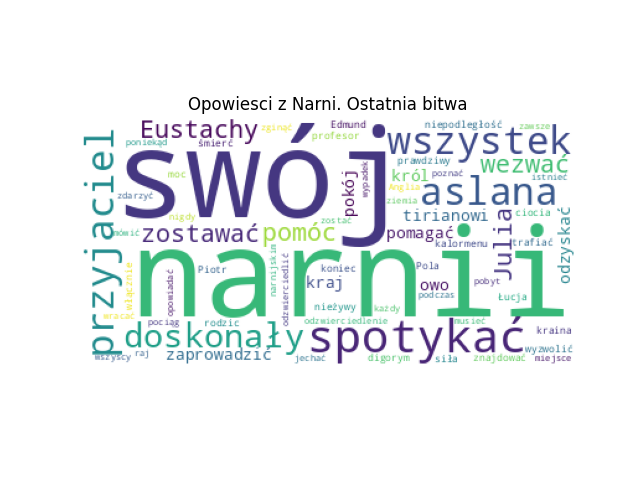 Opowiesci z Narni. Ostatnia bitwa
Eustachy zginąć Edmund niepodległość zawsze
poniekąd śmierć profesor wszystek
swój prawdziwy wezwać
przyjaciel moc pokój wypadek król poznać istnieć
zdarzyć Anglia aslana
nigdy zostać ziemia tirianowi ciocia
mówić zostawać pomóc pomagać Julia odzyskać
kalormenu trafiać
narnii
włącznie opowiadać Piotr narnijskim odzwierciedlić koniec Pola
kraj owo pobyt
nieżywy każdy podczas Łucja
wracać pociąg rodzic odzwierciedlenie musieć
doskonały spotykać kraina
wszyscy raj zaprowadzić jechać digorym siła znajdować wyzwolić
miejsce